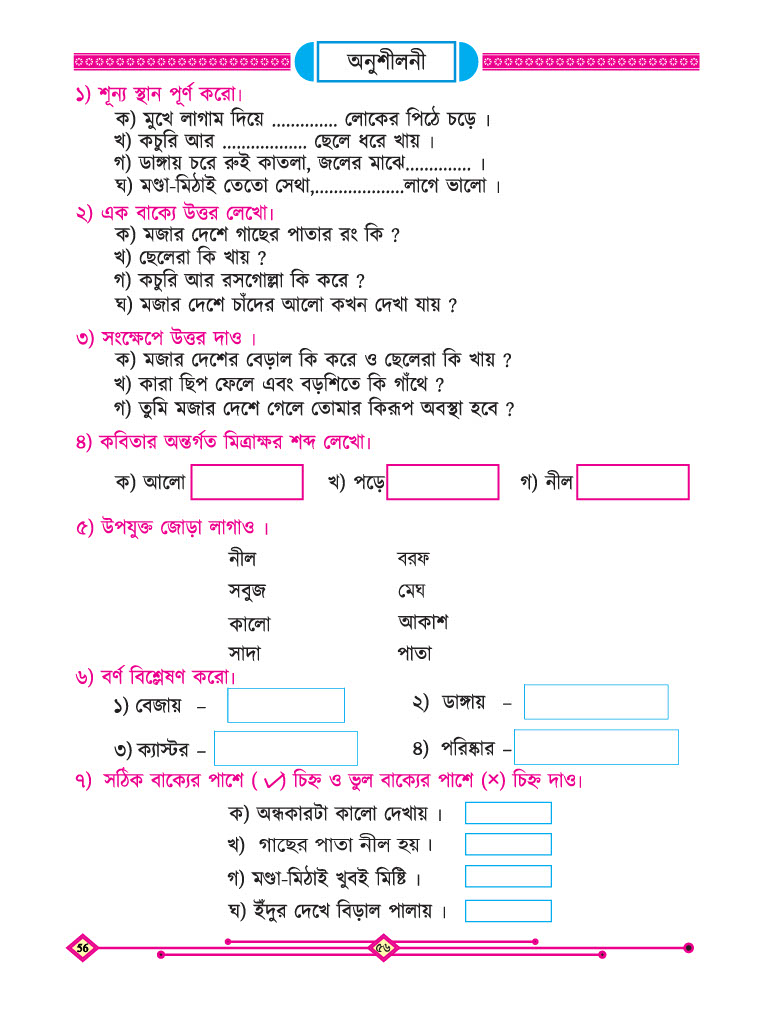 অনুশীলনী
১) শূন্য স্থান পূর্ণ করো।
ক) মুখে লাগাম দিয়ে .............. লোকের পিঠে চড়ে ।
খ) কচুরি আর .................. ছেলে ধরে খায় ।
গ) ডাঙ্গায় চরে রুই কাতলা, জলের মাঝে.............. ।
ঘ) মণ্ডা-মিঠাই তেতো সেথা,...................লাগে ভালো ।
২) এক বাক্যে উত্তর লেখো।
ক) মজার দেশে গাছের পাতার রং কি ?
খ) ছেলেরা কি খায় ?
গ) কচুরি আর রসগোল্লা কি করে ?
ঘ) মজার দেশে চাঁদের আলো কখন দেখা যায় ?
৩) সংক্ষেপে উত্তর দাও ।
ক) মজার দেশের বেড়াল কি করে ও ছেলেরা কি খায় ?
খ) কারা ছিপ ফেলে এবং বড়শিতে কি গাঁথে ?
গ) তুমি মজার দেশে গেলে তোমার কিরূপ অবস্থা হবে ?
৪) কবিতার অন্তর্গত মিত্রাক্ষর শব্দ লেখো।
ক) আলো খ) পড়ে গ) নীল
৫) উপযুক্ত জোড়া লাগাও ।
নীল বরফ
সবুজ মেঘ
কালো আকাশ
সাদা পাতা
৬) বর্ণ বিশ্লেষণ করো।
১) বেজায় – ২) ডাঙ্গায় –
৩) ক্যাস্টর – ৪) পরিষ্কার –
৭) সঠিক বাক্যের পাশে ( ✓) চিহ্ন ও ভুল বাক্যের পাশে (×) চিহ্ন দাও।
ক) অন্ধকারটা কালো দেখায় ।
খ) গাছের পাতা নীল হয় ।
গ) মণ্ডা-মিঠাই খুবই মিষ্টি ।
ঘ) ইঁদুর দেখে বিড়াল পালায় ।
56 ৫৬